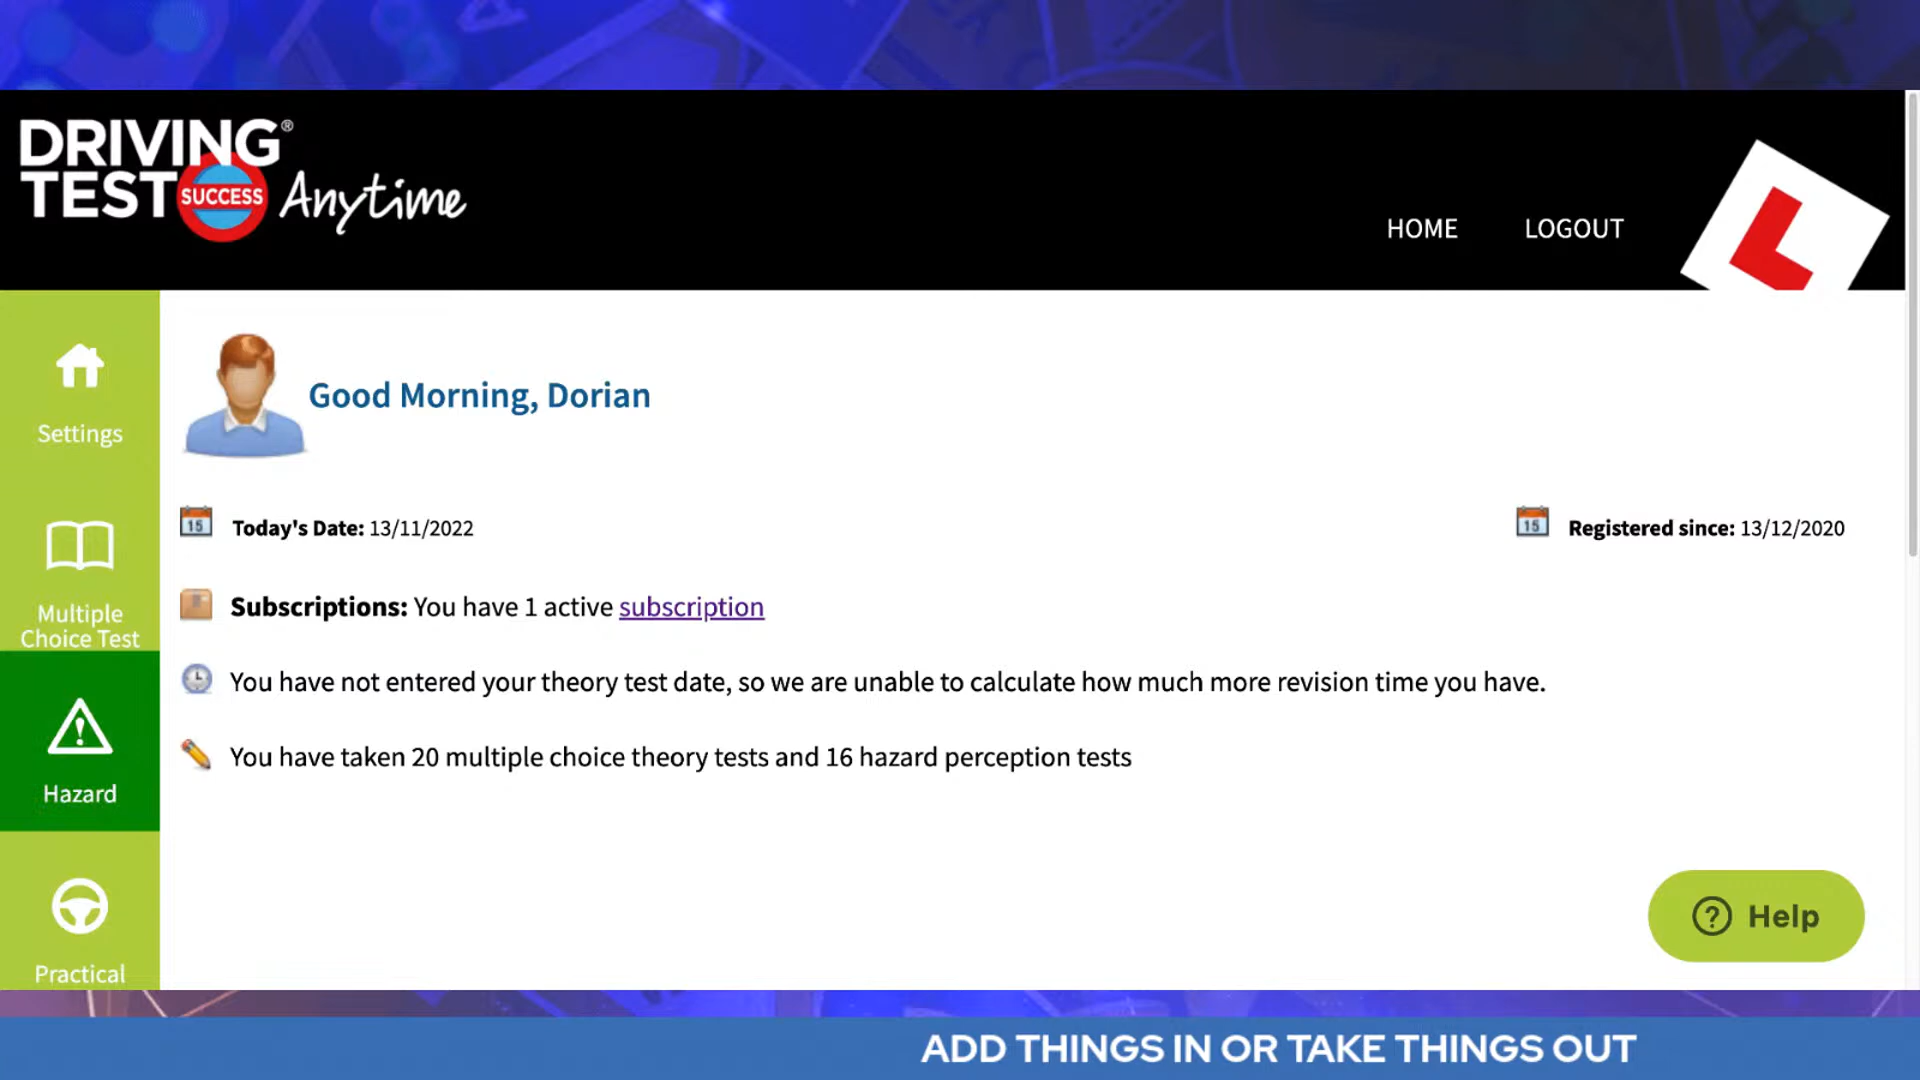 DRIVING®
TEST SUCCESS Anytime
HOME
LOGOUT
L
Settings
Good Morning, Dorian
15 Today's Date: 13/11/2022
15 Registered since: 13/12/2020
Subscriptions: You have 1 active subscription
Multiple
Choice Test
You have not entered your theory test date, so we are unable to calculate how much more revision time you have.
You have taken 20 multiple choice theory tests and 16 hazard perception tests
Hazard
Practical
? Help
ADD THINGS IN OR TAKE THINGS OUT